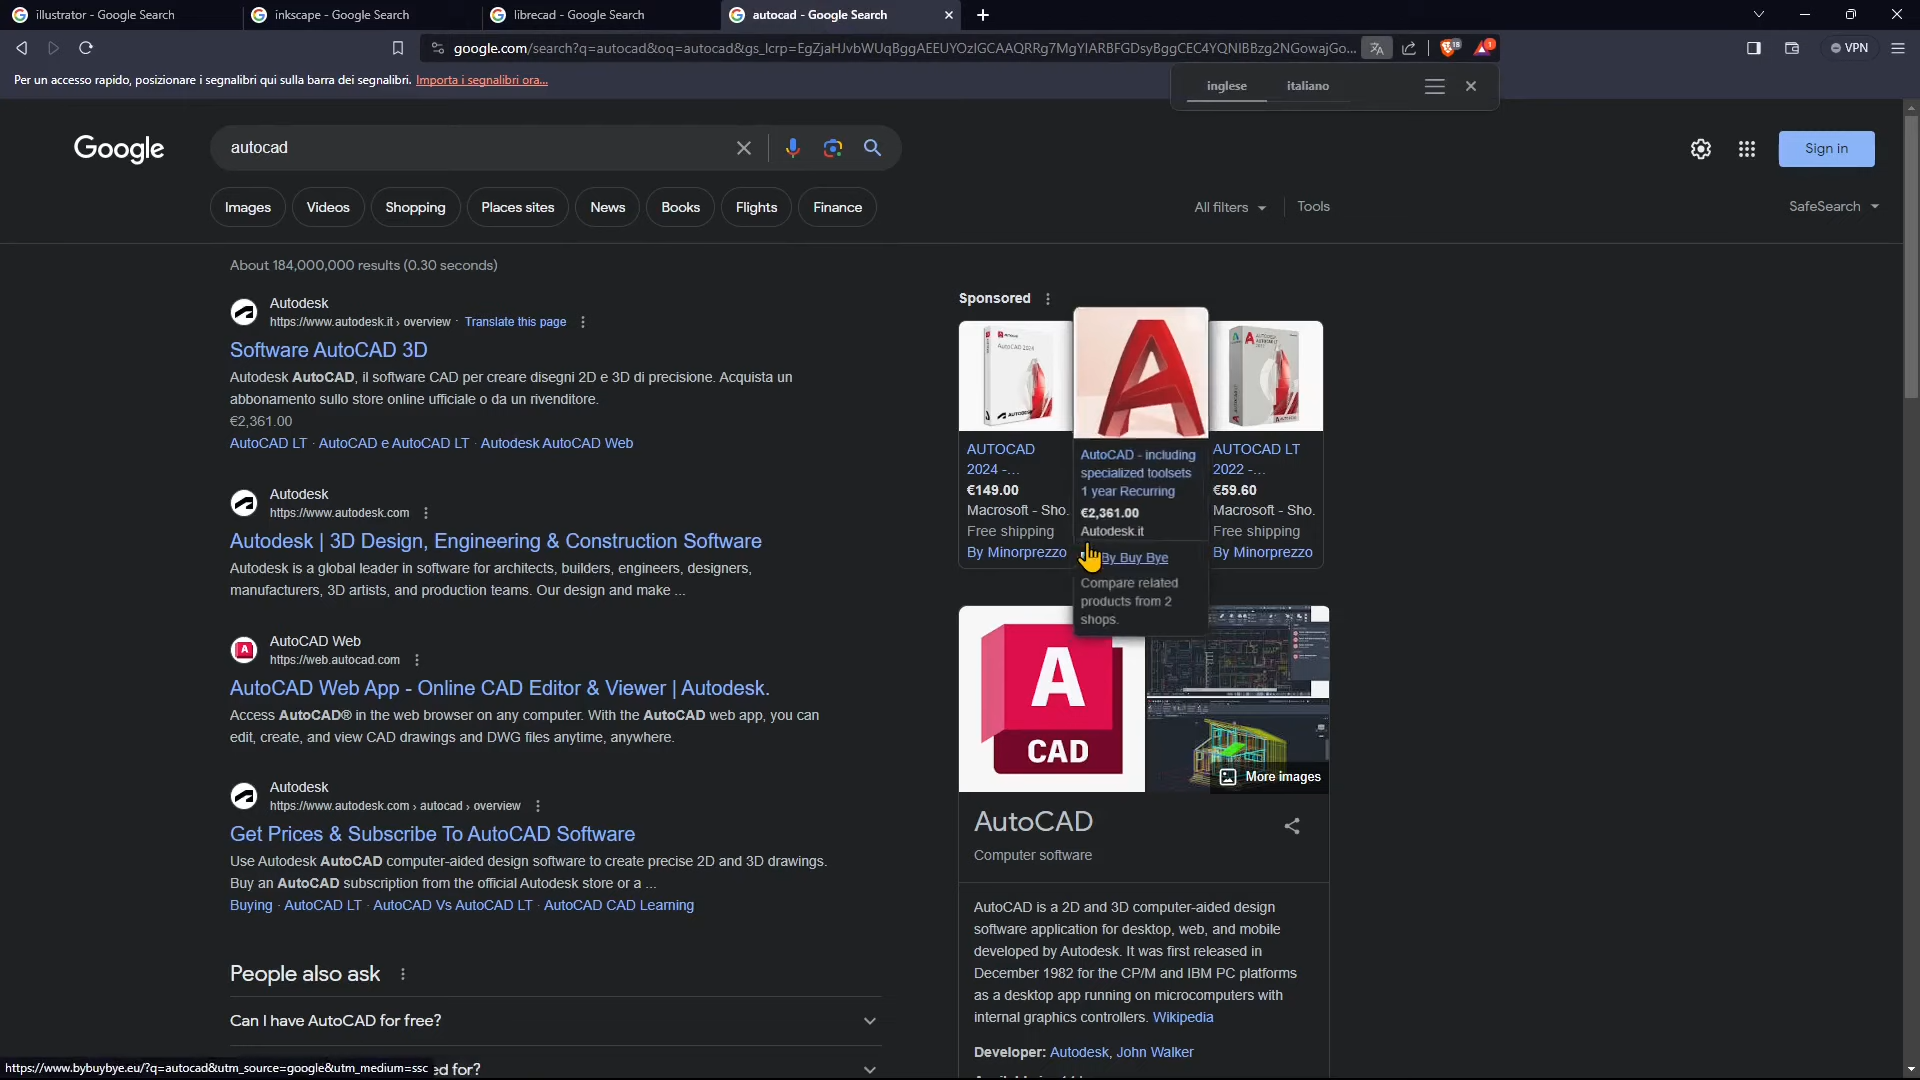 illustrator - Google Search
inkscape - Google Search
librecad - Google Search
autocad - Google Search
google.com/search?q=autocad&oq=autocad&gs_lcrp=EgZjaHJvbWUqBggAEEUYOzIGCAAQRRg7MgYIARBFGDsyBggCEC4YQNIBBzg2NGowajGo...
18
1
VPN
Per un accesso rapido, posizionare i segnalibri qui sulla barra dei segnalibri. Importa i segnalibri ora...
inglese
italiano
Google
autocad
Sign in
Images
Videos
Shopping
Places sites
News
Books
Flights
Finance
All filters
Tools
SafeSearch
About 184,000,000 results (0.30 seconds)
Autodesk
https://www.autodesk.it › overview · Translate this page
Software AutoCAD 3D
Autodesk AutoCAD, il software CAD per creare disegni 2D e 3D di precisione. Acquista un
abbonamento sullo store online ufficiale o da un rivenditore.
€2,361.00
AutoCAD LT · AutoCAD e AutoCAD LT · Autodesk AutoCAD Web
Autodesk
https://www.autodesk.com
Autodesk | 3D Design, Engineering & Construction Software
Autodesk is a global leader in software for architects, builders, engineers, designers,
manufacturers, 3D artists, and production teams. Our design and make ...
AutoCAD Web
https://web.autocad.com
AutoCAD Web App - Online CAD Editor & Viewer | Autodesk.
Access AutoCAD® in the web browser on any computer. With the AutoCAD web app, you can
edit, create, and view CAD drawings and DWG files anytime, anywhere.
Autodesk
https://www.autodesk.com › autocad › overview
Get Prices & Subscribe To AutoCAD Software
Use Autodesk AutoCAD computer-aided design software to create precise 2D and 3D drawings.
Buy an AutoCAD subscription from the official Autodesk store or a ...
Buying · AutoCAD LT · AutoCAD Vs AutoCAD LT · AutoCAD CAD Learning
People also ask
Can I have AutoCAD for free?
ed for?
https://www.bybuybye.eu/?q=autocad&utm_source=google&utm_medium=ssc
Sponsored
AUTOCAD
2024 -...
€149.00
Macrosoft - Sho.
Free shipping
By Minorprezzo
AutoCAD - including
specialized toolsets
1 year Recurring
€2,361.00
Autodesk.it
By Buy Bye
Compare related
products from 2
shops.
AUTOCAD LT
2022 -...
€59.60
Macrosoft - Sho.
Free shipping
By Minorprezzo
A
CAD
More images
AutoCAD
Computer software
AutoCAD is a 2D and 3D computer-aided design
software application for desktop, web, and mobile
developed by Autodesk. It was first released in
December 1982 for the CP/M and IBM PC platforms
as a desktop app running on microcomputers with
internal graphics controllers. Wikipedia
Developer: Autodesk, John Walker